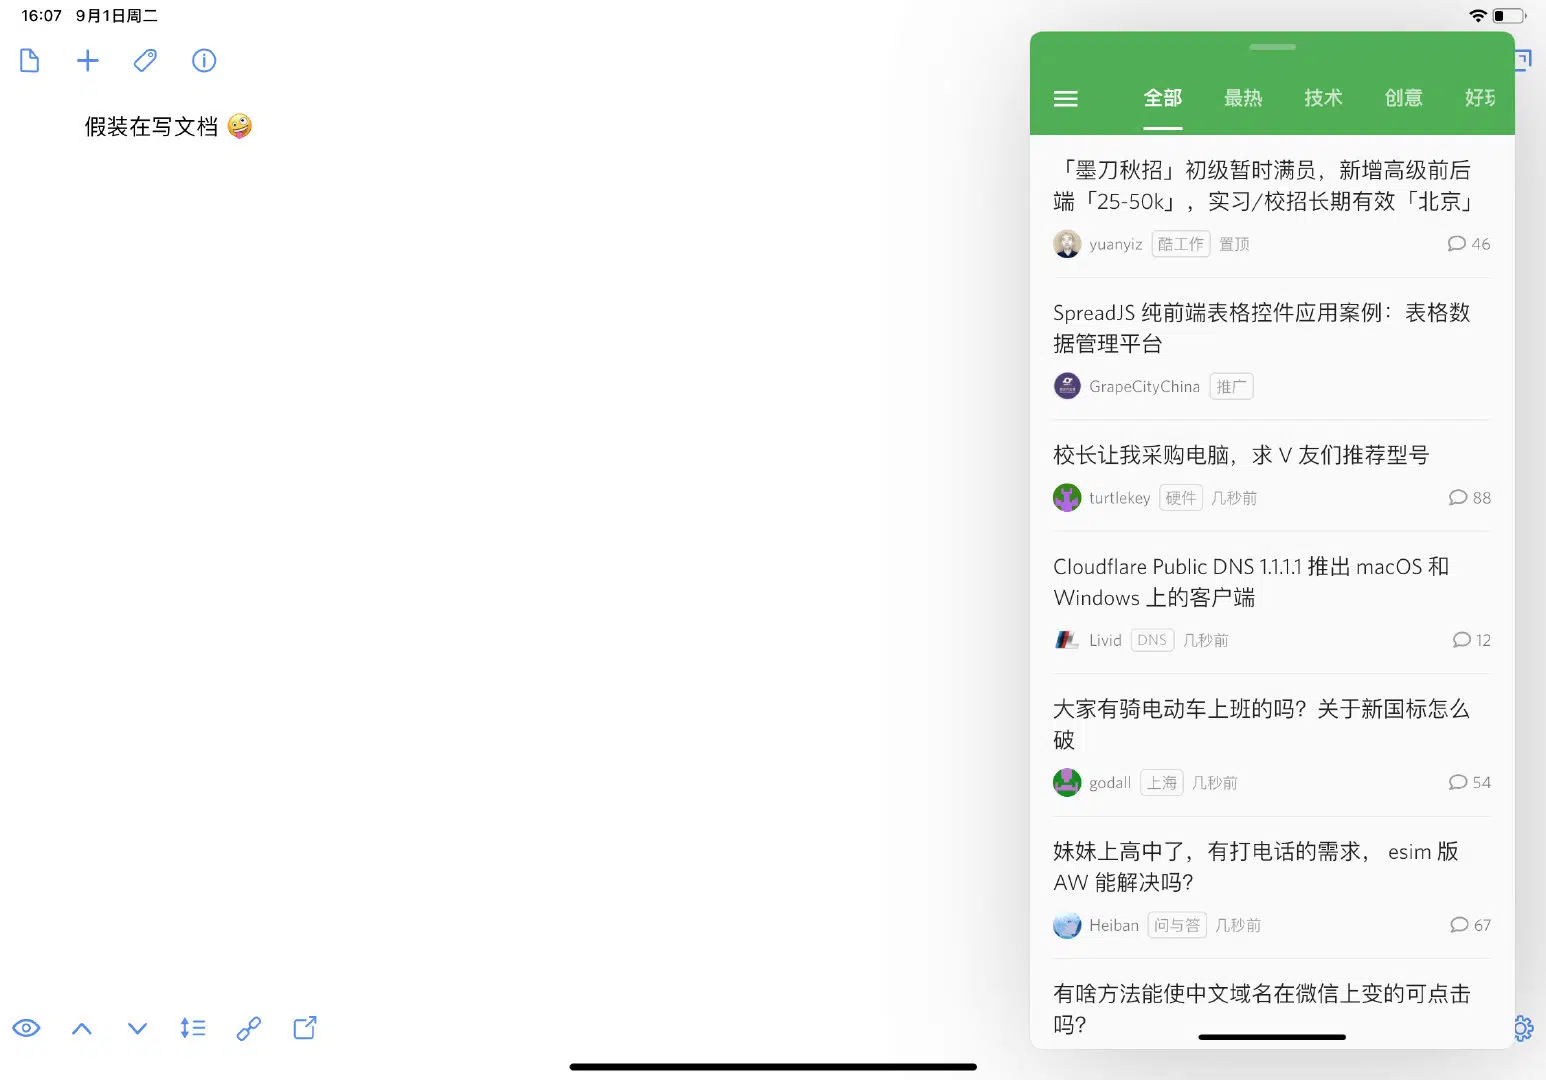 16:07 9月1日周二
假装在写文档 🤪
全部 最热 技术 创意 好玩
「墨刀秋招」初级暂时满员，新增高级前后
端「25-50k」，实习/校招长期有效「北京」
yuanyiz 酷工作 置顶 46
SpreadJS 纯前端表格控件应用案例：表格数
据管理平台
GrapeCityChina 推广
校长让我采购电脑，求 V 友们推荐型号
turtlekey 硬件 几秒前 88
Cloudflare Public DNS 1.1.1.1 推出 macOS 和
Windows 上的客户端
Livid DNS 几秒前 12
大家有骑电动车上班的吗？关于新国标怎么
破
godall 上海 几秒前 54
妹妹上高中了，有打电话的需求， esim 版
AW 能解决吗？
Heiban 问与答 几秒前 67
有啥方法能使中文域名在微信上变的可点击
吗？